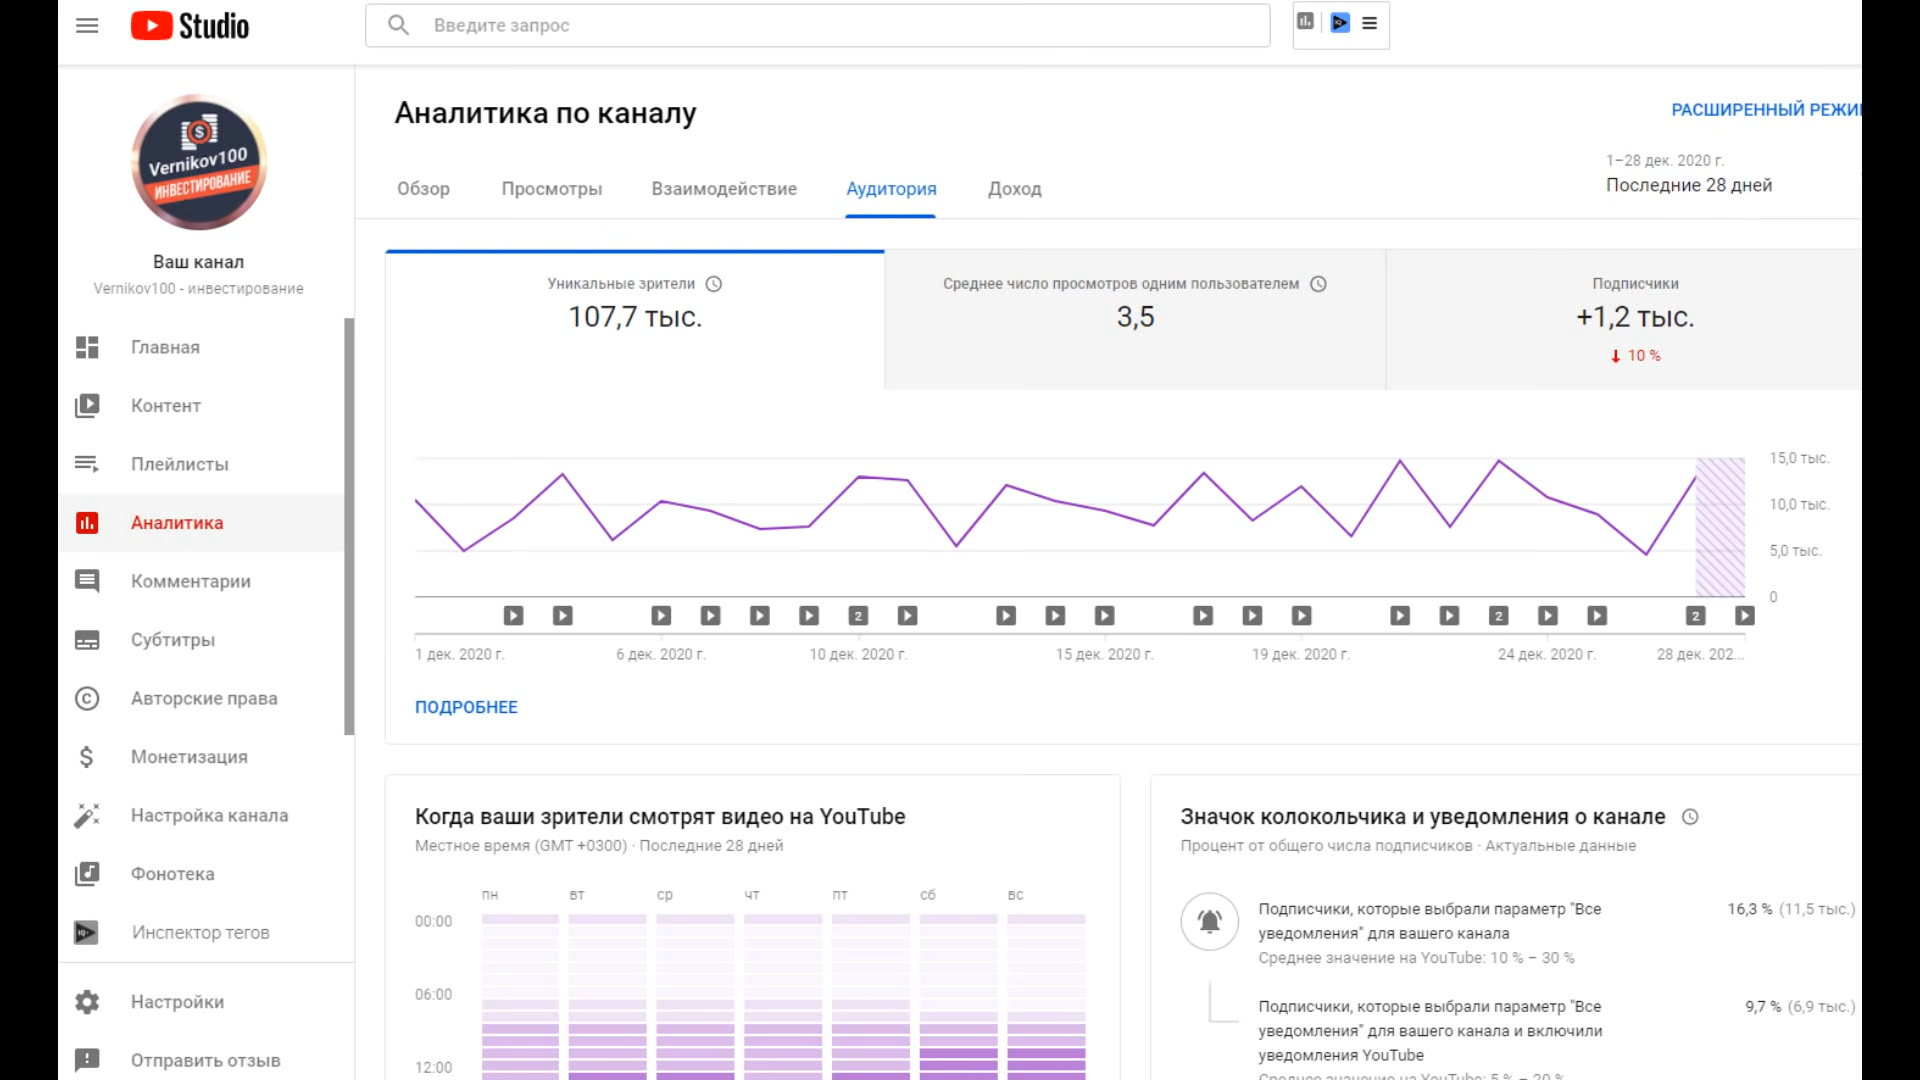 Studio
Введите запрос
Vernikov100
ИНВЕСТИРОВАНИЕ
Ваш канал
Vernikov100 - инвестирование
Главная
Контент
Плейлисты
Аналитика
Комментарии
Субтитры
Авторские права
Монетизация
Настройка канала
Фонотека
Инспектор тегов
Настройки
Отправить отзыв
Аналитика по каналу
РАСШИРЕННЫЙ РЕЖИ
Обзор
Просмотры
Взаимодействие
Аудитория
Доход
1–28 дек. 2020 г.
Последние 28 дней
Уникальные зрители
107,7 тыс.
Среднее число просмотров одним пользователем
3,5
Подписчики
+1,2 тыс.
10 %
15,0 тыс.
10,0 тыс.
5,0 тыс.
0
2 2 2
1 дек. 2020 г. 6 дек. 2020 г. 10 дек. 2020 г. 15 дек. 2020 г. 19 дек. 2020 г. 24 дек. 2020 г. 28 дек. 202...
ПОДРОБНЕЕ
Когда ваши зрители смотрят видео на YouTube
Местное время (GMT +0300) · Последние 28 дней
пн вт ср чт пт сб вс
00:00
06:00
12:00
Значок колокольчика и уведомления о канале
Процент от общего числа подписчиков · Актуальные данные
Подписчики, которые выбрали параметр "Все 16,3 % (11,5 тыс.)
уведомления" для вашего канала
Среднее значение на YouTube: 10 % – 30 %
Подписчики, которые выбрали параметр "Все 9,7 % (6,9 тыс.)
уведомления" для вашего канала и включили
уведомления YouTube
Среднее значение на YouTube: 5 % – 20 %